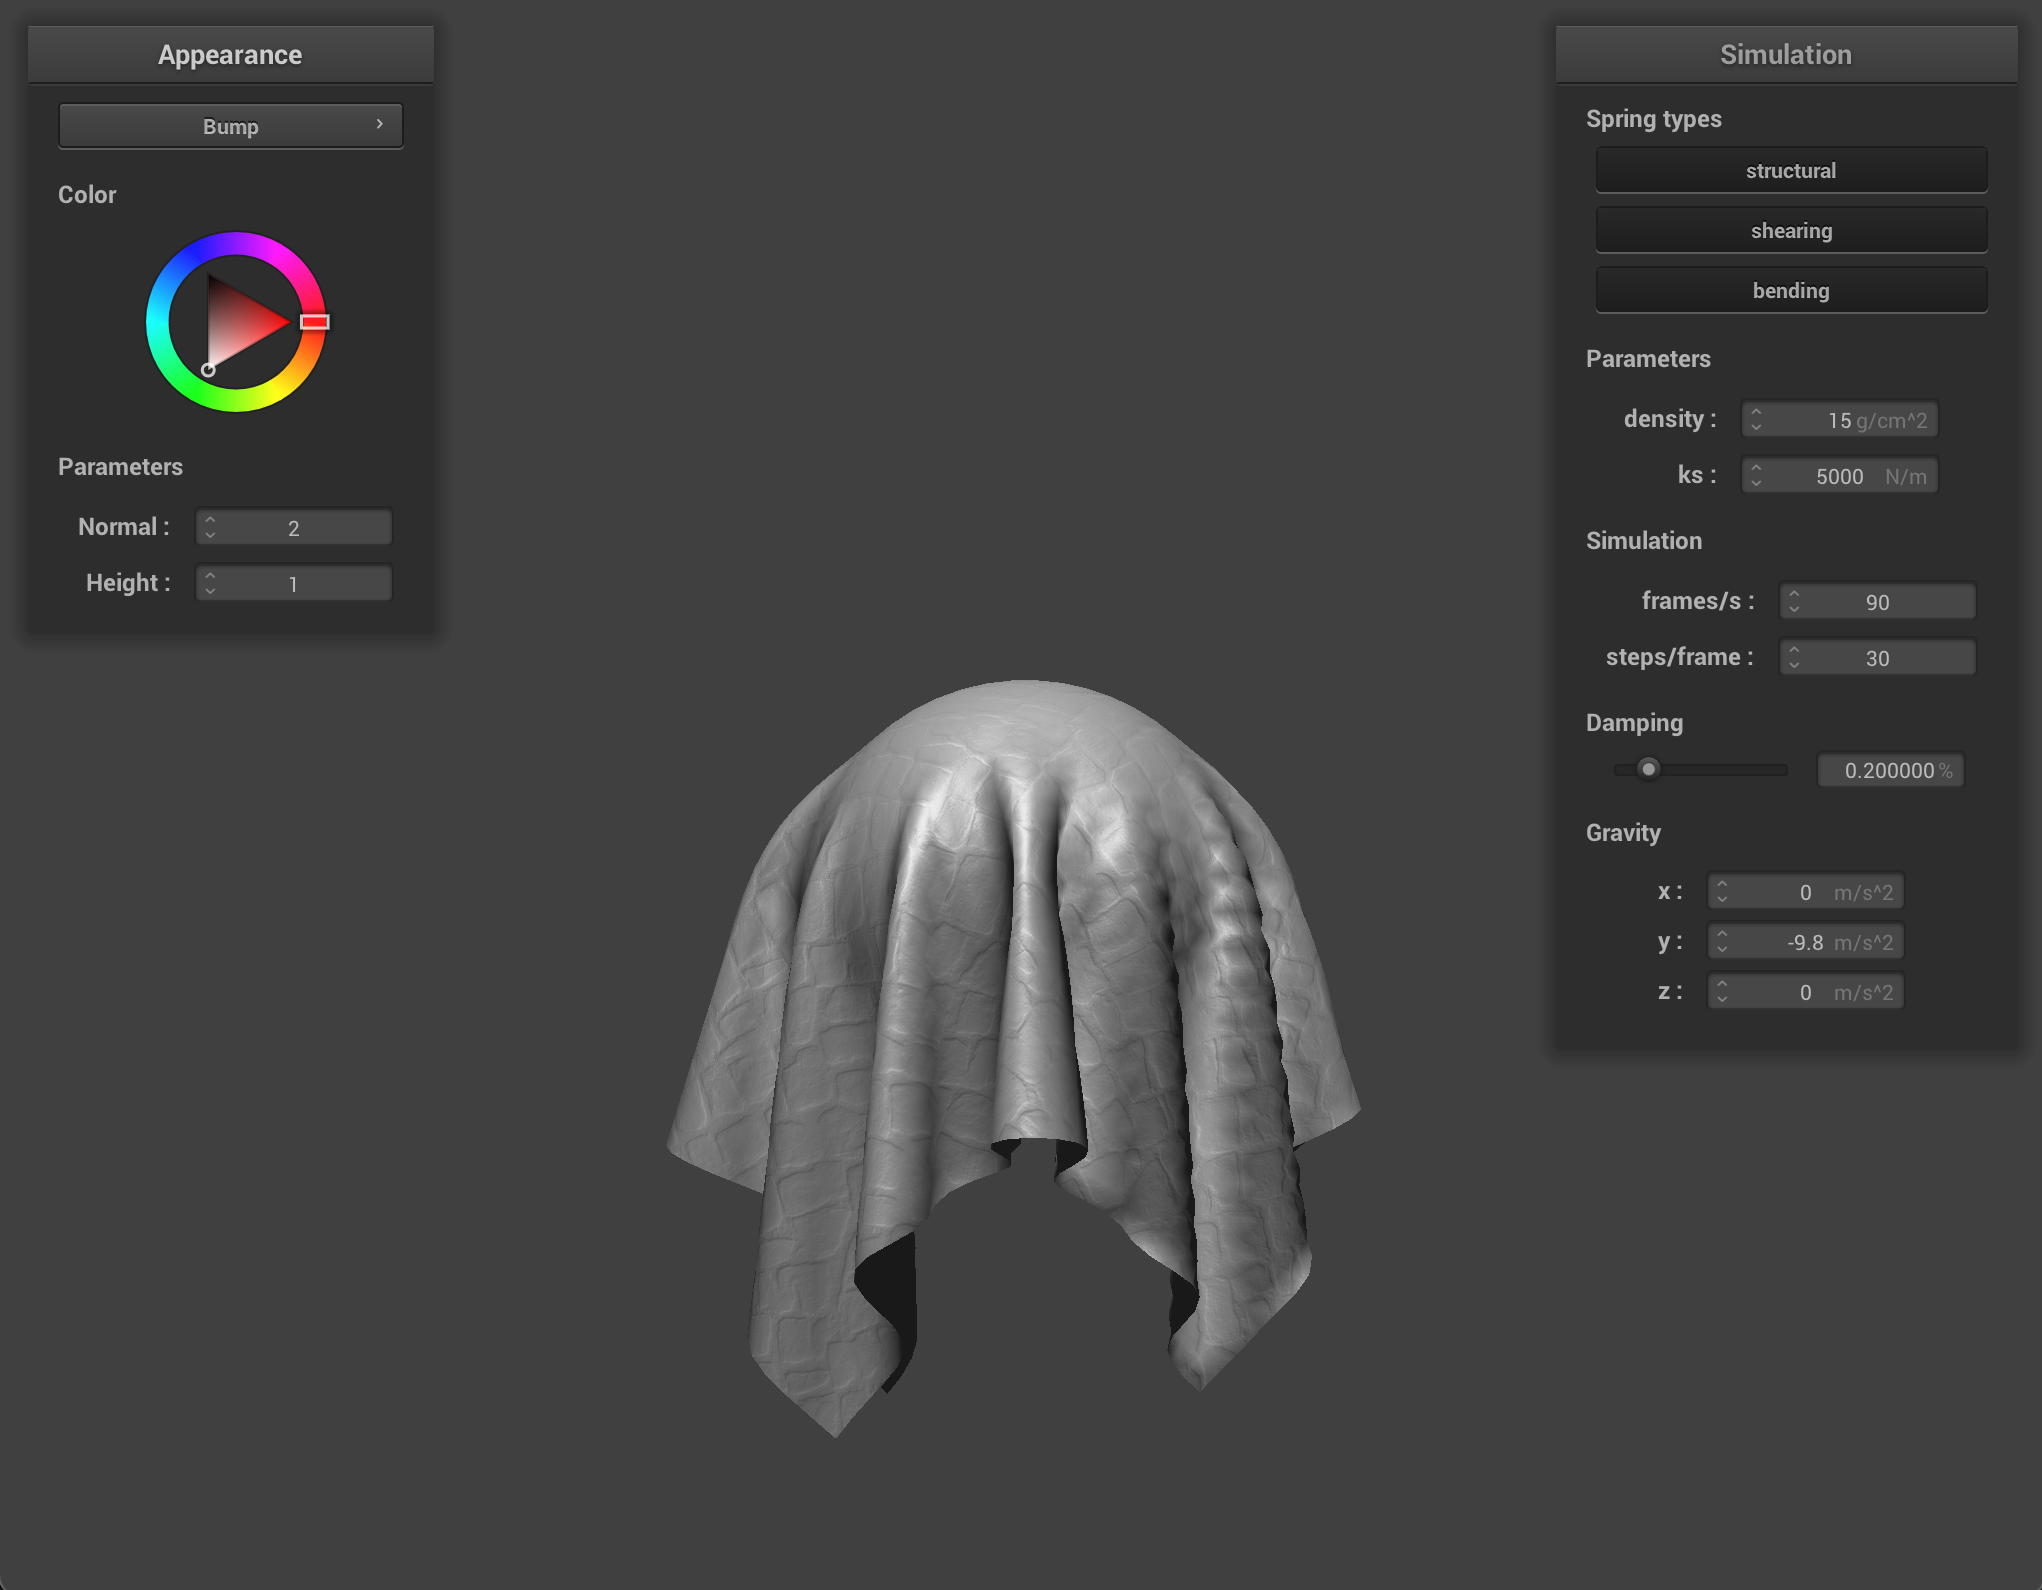 Appearance
Bump
Color
Parameters
Normal : 2
Height : 1
Simulation
Spring types
structural
shearing
bending
Parameters
density : 15 g/cm^2
ks : 5000 N/m
Simulation
frames/s : 90
steps/frame : 30
Damping
0.200000 %
Gravity
x : 0 m/s^2
y : -9.8 m/s^2
z : 0 m/s^2